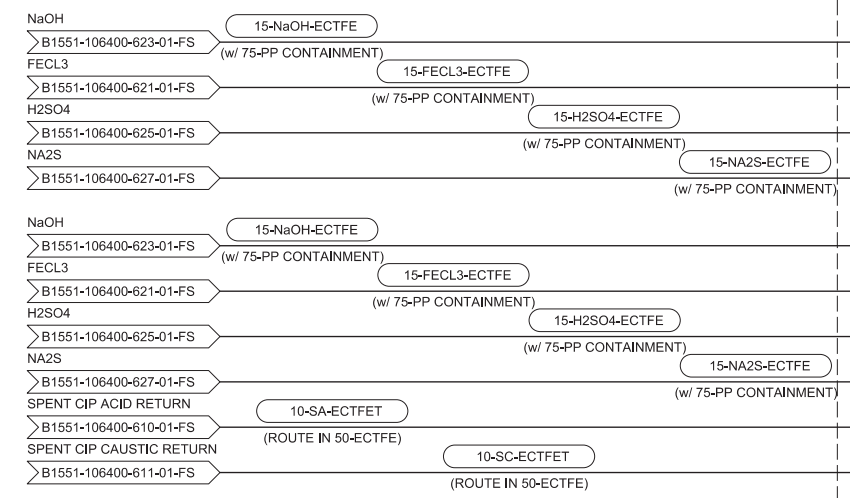 NaOH
15-NaOH-ECTFE
B1551-106400-623-01-FS
(w/ 75-PP CONTAINMENT)
FECL3
15-FECL3-ECTFE
B1551-106400-621-01-FS
(w/ 75-PP CONTAINMENT)
H2SO4
15-H2SO4-ECTFE
B1551-106400-625-01-FS
(w/ 75-PP CONTAINMENT)
NA2S
15-NA2S-ECTFE
B1551-106400-627-01-FS
(w/ 75-PP CONTAINMENT)
NaOH
15-NaOH-ECTFE
B1551-106400-623-01-FS
(w/ 75-PP CONTAINMENT)
FECL3
15-FECL3-ECTFE
B1551-106400-621-01-FS
(w/ 75-PP CONTAINMENT)
H2SO4
15-H2SO4-ECTFE
B1551-106400-625-01-FS
(w/ 75-PP CONTAINMENT)
NA2S
15-NA2S-ECTFE
B1551-106400-627-01-FS
(w/ 75-PP CONTAINMENT)
SPENT CIP ACID RETURN
10-SA-ECTFET
B1551-106400-610-01-FS
(ROUTE IN 50-ECTFE)
SPENT CIP CAUSTIC RETURN
10-SC-ECTFET
B1551-106400-611-01-FS
(ROUTE IN 50-ECTFE)